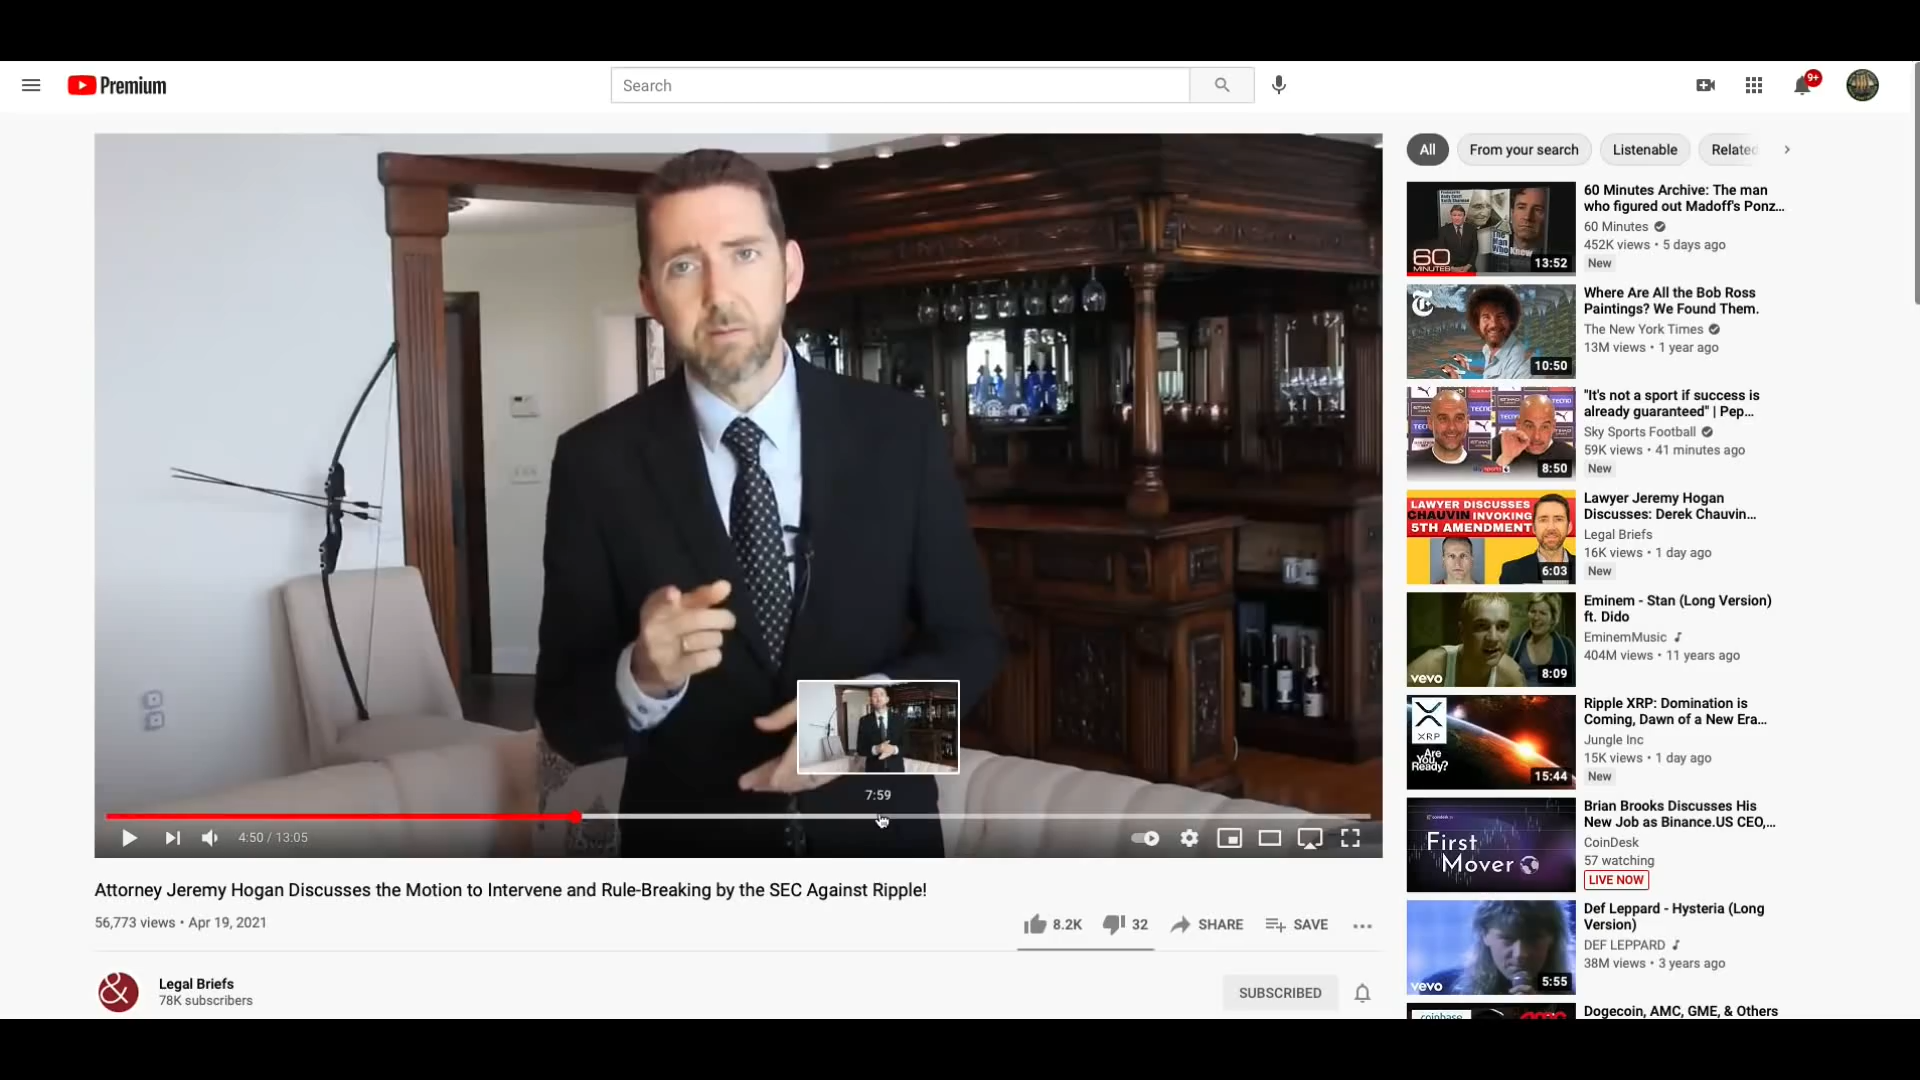 Premium
Search
9+
7:59
4:50 / 13:05
Attorney Jeremy Hogan Discusses the Motion to Intervene and Rule-Breaking by the SEC Against Ripple!
56,773 views • Apr 19, 2021
8.2K
32
SHARE
SAVE
Legal Briefs
78K subscribers
SUBSCRIBED
All
From your search
Listenable
Related
60 MINUTES
13:52
60 Minutes Archive: The man
who figured out Madoff's Ponz...
60 Minutes
452K views • 5 days ago
New
10:50
Where Are All the Bob Ross
Paintings? We Found Them.
The New York Times
13M views • 1 year ago
8:50
"It's not a sport if success is
already guaranteed" | Pep...
Sky Sports Football
59K views • 41 minutes ago
New
LAWYER DISCUSSES
CHAUVIN INVOKING
5TH AMENDMENT
6:03
Lawyer Jeremy Hogan
Discusses: Derek Chauvin...
Legal Briefs
16K views • 1 day ago
New
vevo
8:09
Eminem - Stan (Long Version)
ft. Dido
EminemMusic
404M views • 11 years ago
XRP
Are
You
Ready?
15:44
Ripple XRP: Domination is
Coming, Dawn of a New Era...
Jungle Inc
15K views • 1 day ago
New
First
Mover
Brian Brooks Discusses His
New Job as Binance.US CEO,...
CoinDesk
57 watching
LIVE NOW
vevo
5:55
Def Leppard - Hysteria (Long
Version)
DEF LEPPARD
38M views • 3 years ago
coinbase
Dogecoin, AMC, GME, & Others